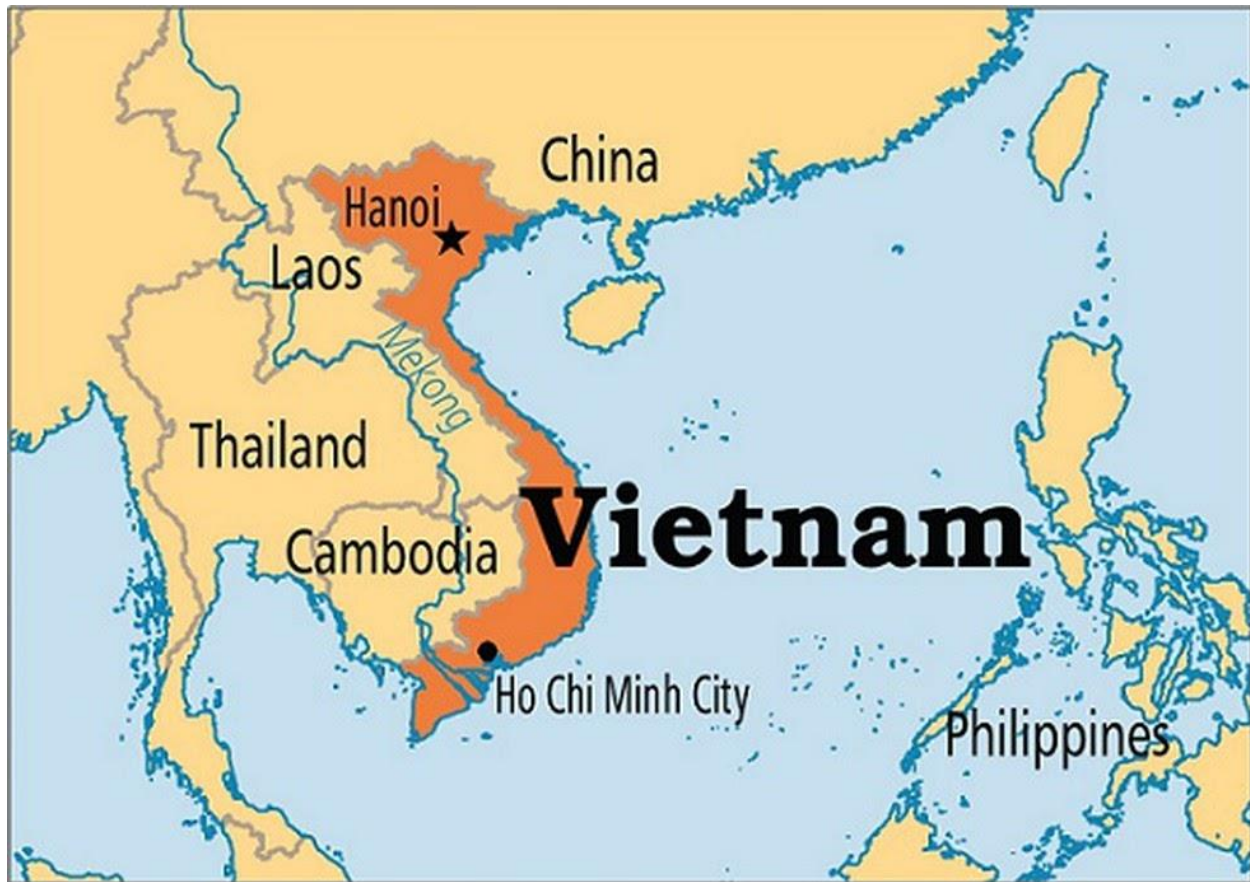 China
Hanoi
Laos
Mekong
Thailand
Vietnam
Cambodia
Ho Chi Minh City
Philippines